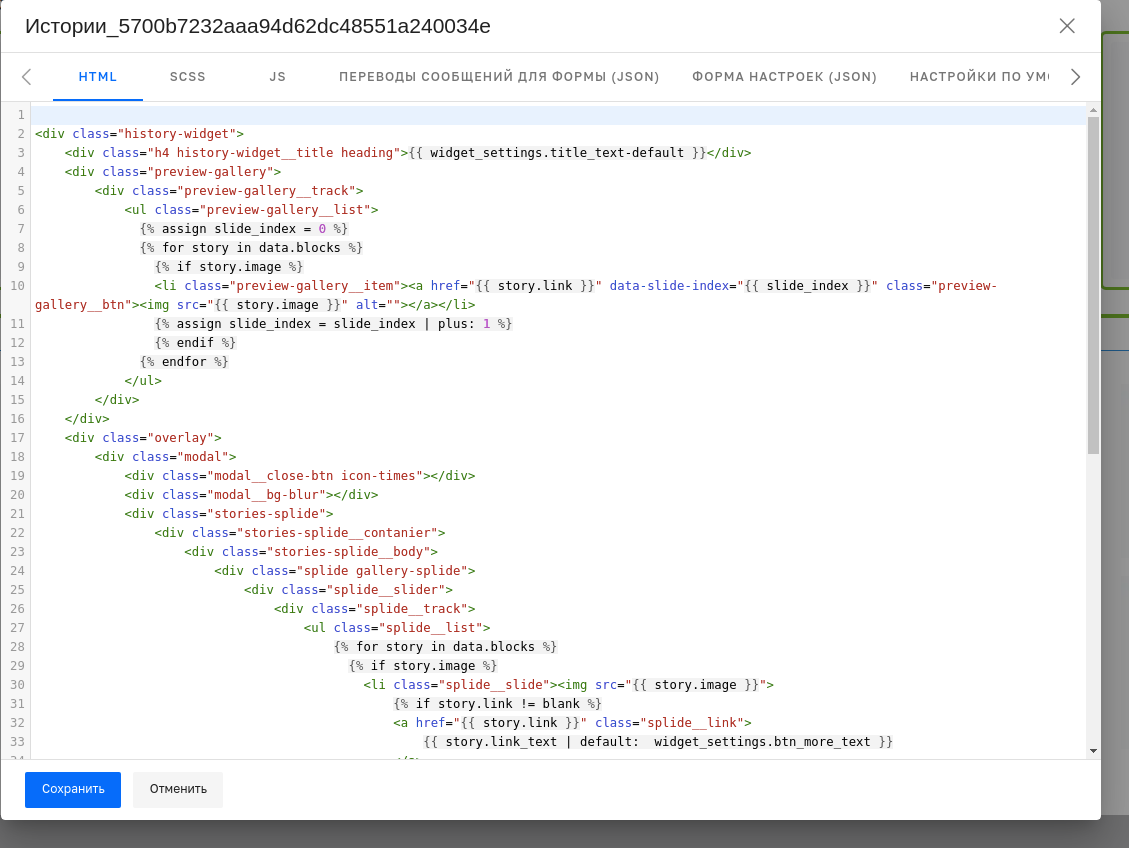 Истории_5700b7232aaa94d62dc48551a240034e
HTML SCSS JS ПЕРЕВОДЫ СООБЩЕНИЙ ДЛЯ ФОРМЫ (JSON) ФОРМА НАСТРОЕК (JSON) НАСТРОЙКИ ПО УМ
1
2 <div class="history-widget">
3 <div class="h4 history-widget__title heading">{{ widget_settings.title_text-default }}</div>
4 <div class="preview-gallery">
5 <div class="preview-gallery__track">
6 <ul class="preview-gallery__list">
7 {% assign slide_index = 0 %}
8 {% for story in data.blocks %}
9 {% if story.image %}
10 <li class="preview-gallery__item"><a href="{{ story.link }}" data-slide-index="{{ slide_index }}" class="preview-
gallery__btn"><img src="{{ story.image }}" alt=""></a></li>
11 {% assign slide_index = slide_index | plus: 1 %}
12 {% endif %}
13 {% endfor %}
14 </ul>
15 </div>
16 </div>
17 <div class="overlay">
18 <div class="modal">
19 <div class="modal__close-btn icon-times"></div>
20 <div class="modal__bg-blur"></div>
21 <div class="stories-splide">
22 <div class="stories-splide__contanier">
23 <div class="stories-splide__body">
24 <div class="splide gallery-splide">
25 <div class="splide__slider">
26 <div class="splide__track">
27 <ul class="splide__list">
28 {% for story in data.blocks %}
29 {% if story.image %}
30 <li class="splide__slide"><img src="{{ story.image }}">
31 {% if story.link != blank %}
32 <a href="{{ story.link }}" class="splide__link">
33 {{ story.link_text | default:  widget_settings.btn_more_text }}
Сохранить Отменить